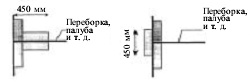 450 мм
Переборка,
палуба
и т. д.
450 мм
Переборка,
палуба
и т. д.